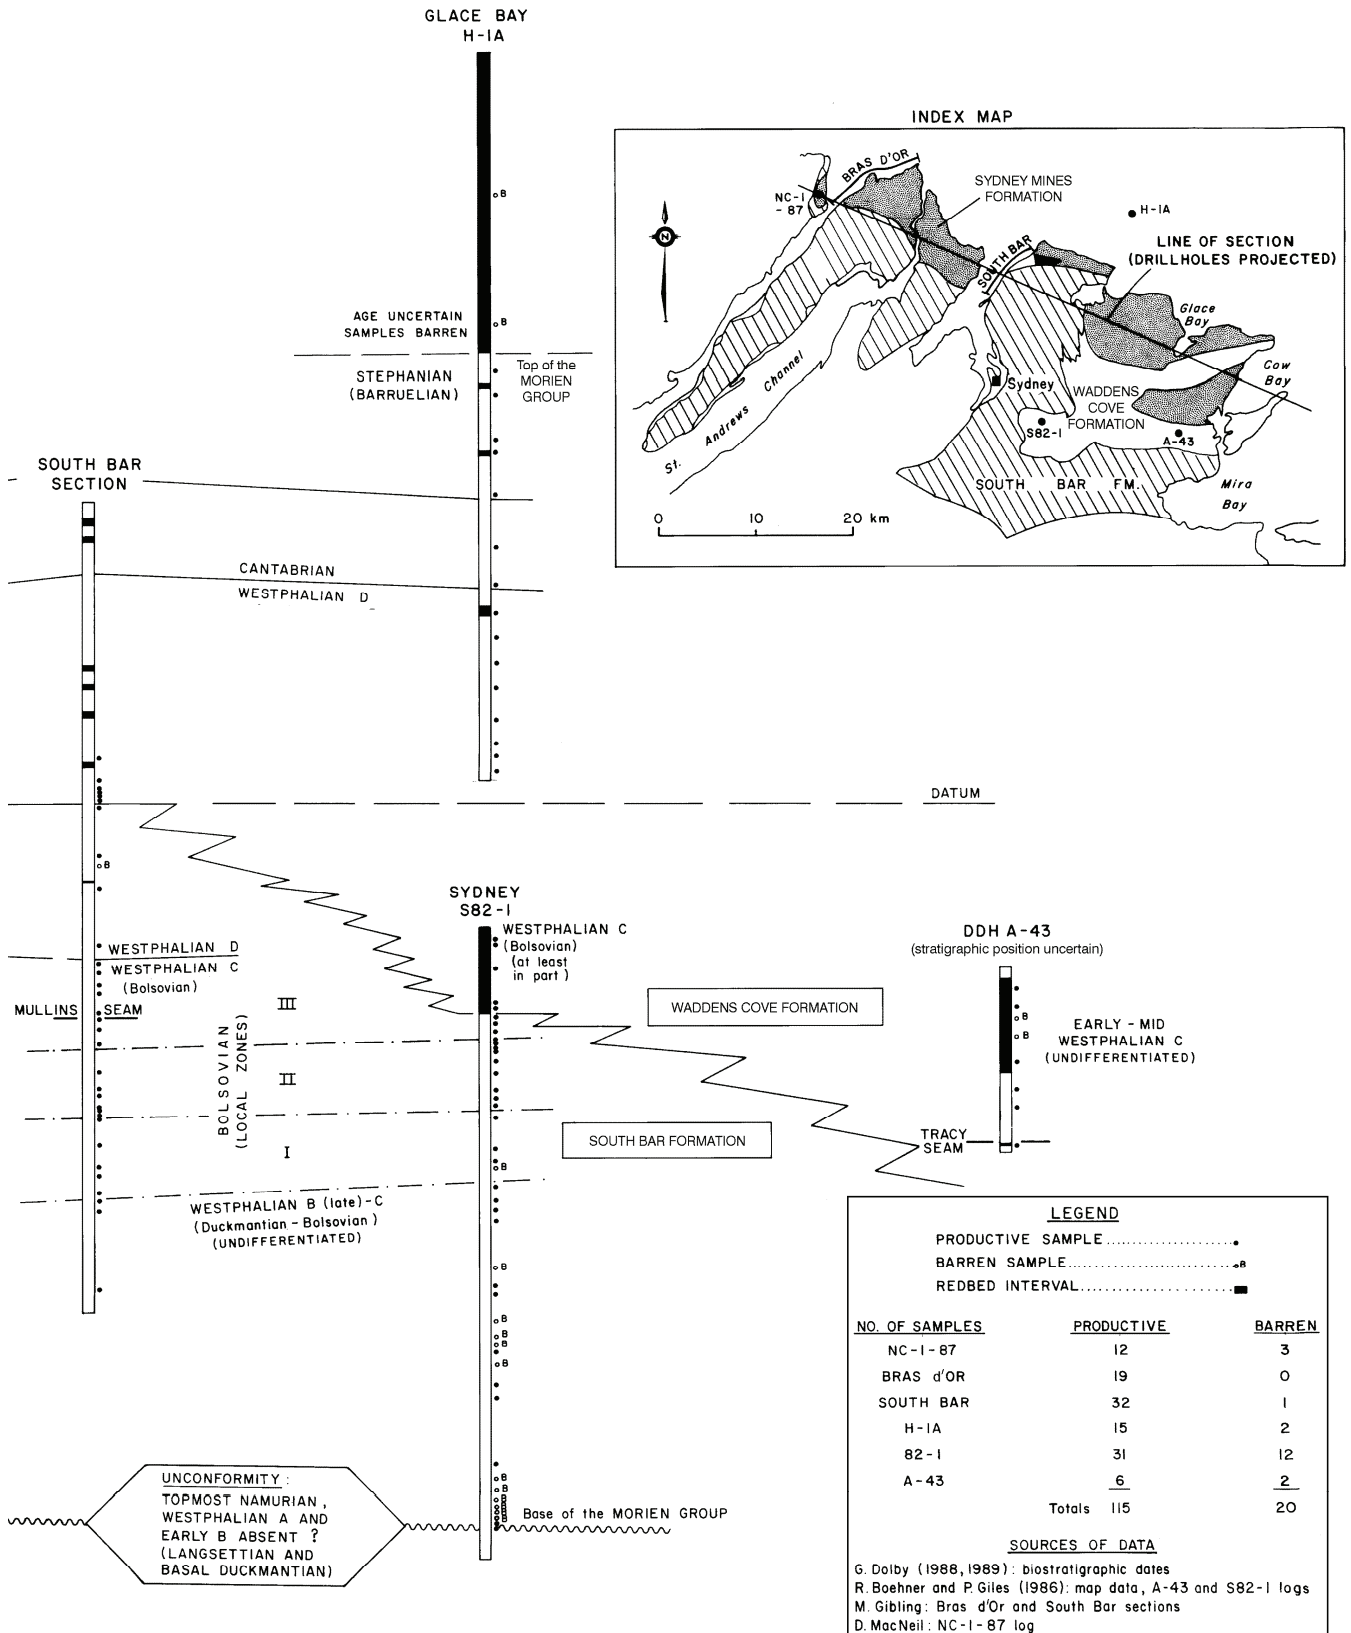 GLACE BAY
H-1A
B
B
AGE UNCERTAIN
SAMPLES BARREN
STEPHANIAN
(BARRUELIAN)
Top of the
MORIEN
GROUP
INDEX MAP
BRAS D'OR
NC-1
- 87
SYDNEY MINES
FORMATION
H-1A
SOUTH BAR
LINE OF SECTION
(DRILLHOLES PROJECTED)
N
Glace
Bay
Cow
Bay
St. Andrews Channel
Sydney
WADDENS
COVE
FORMATION
S82-1
A-43
SOUTH BAR FM.
Mira
Bay
0 10 20 km
SOUTH BAR
SECTION
CANTABRIAN
WESTPHALIAN D
DATUM
B
SYDNEY
S82-1
WESTPHALIAN C
(Bolsovian)
(at least
in part)
DDH A-43
(stratigraphic position uncertain)
WESTPHALIAN D
WESTPHALIAN C
(Bolsovian)
MULLINS SEAM
BOLSOVIAN
(LOCAL ZONES)
III
II
I
WADDENS COVE FORMATION
B
B
EARLY - MID
WESTPHALIAN C
(UNDIFFERENTIATED)
SOUTH BAR FORMATION
TRACY
SEAM
B
WESTPHALIAN B (late)-C
(Duckmantian - Bolsovian)
(UNDIFFERENTIATED)
B
B
B
B
B
B
B
B
B
B
B
B
Base of the MORIEN GROUP
UNCONFORMITY :
TOPMOST NAMURIAN,
WESTPHALIAN A AND
EARLY B ABSENT ?
(LANGSETTIAN AND
BASAL DUCKMANTIAN)
LEGEND
PRODUCTIVE SAMPLE
BARREN SAMPLE B
REDBED INTERVAL
NO. OF SAMPLES PRODUCTIVE BARREN
NC-1-87 12 3
BRAS d'OR 19 0
SOUTH BAR 32 1
H-1A 15 2
82-1 31 12
A-43 6 2
Totals 115 20
SOURCES OF DATA
G. Dolby (1988, 1989): biostratigraphic dates
R. Boehner and P. Giles (1986): map data, A-43 and S82-1 logs
M. Gibling: Bras d'Or and South Bar sections
D. MacNeil: NC-1-87 log